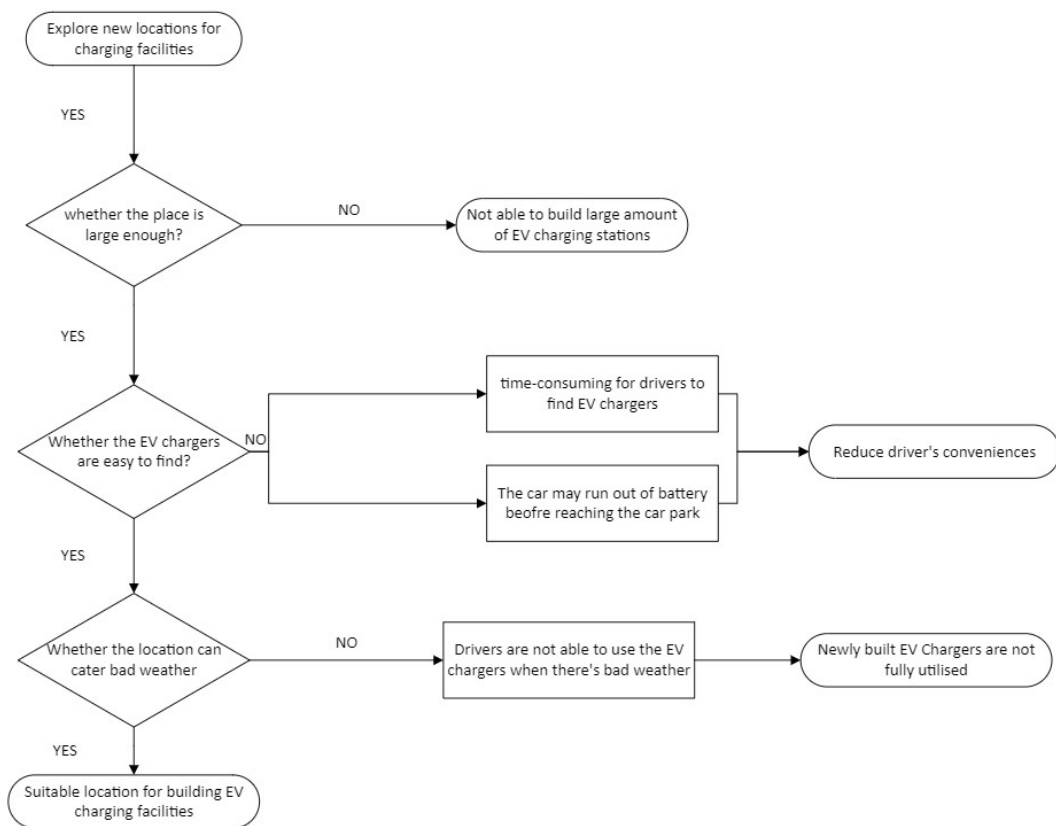 Explore new locations for
charging facilities
YES
whether the place is
large enough?
NO
Not able to build large amount
of EV charging stations
YES
Whether the EV chargers
are easy to find?
NO
time-consuming for drivers to
find EV chargers
The car may run out of battery
beofre reaching the car park
Reduce driver's conveniences
YES
Whether the location can
cater bad weather
NO
Drivers are not able to use the EV
chargers when there's bad weather
Newly built EV Chargers are not
fully utilised
YES
Suitable location for building EV
charging facilities